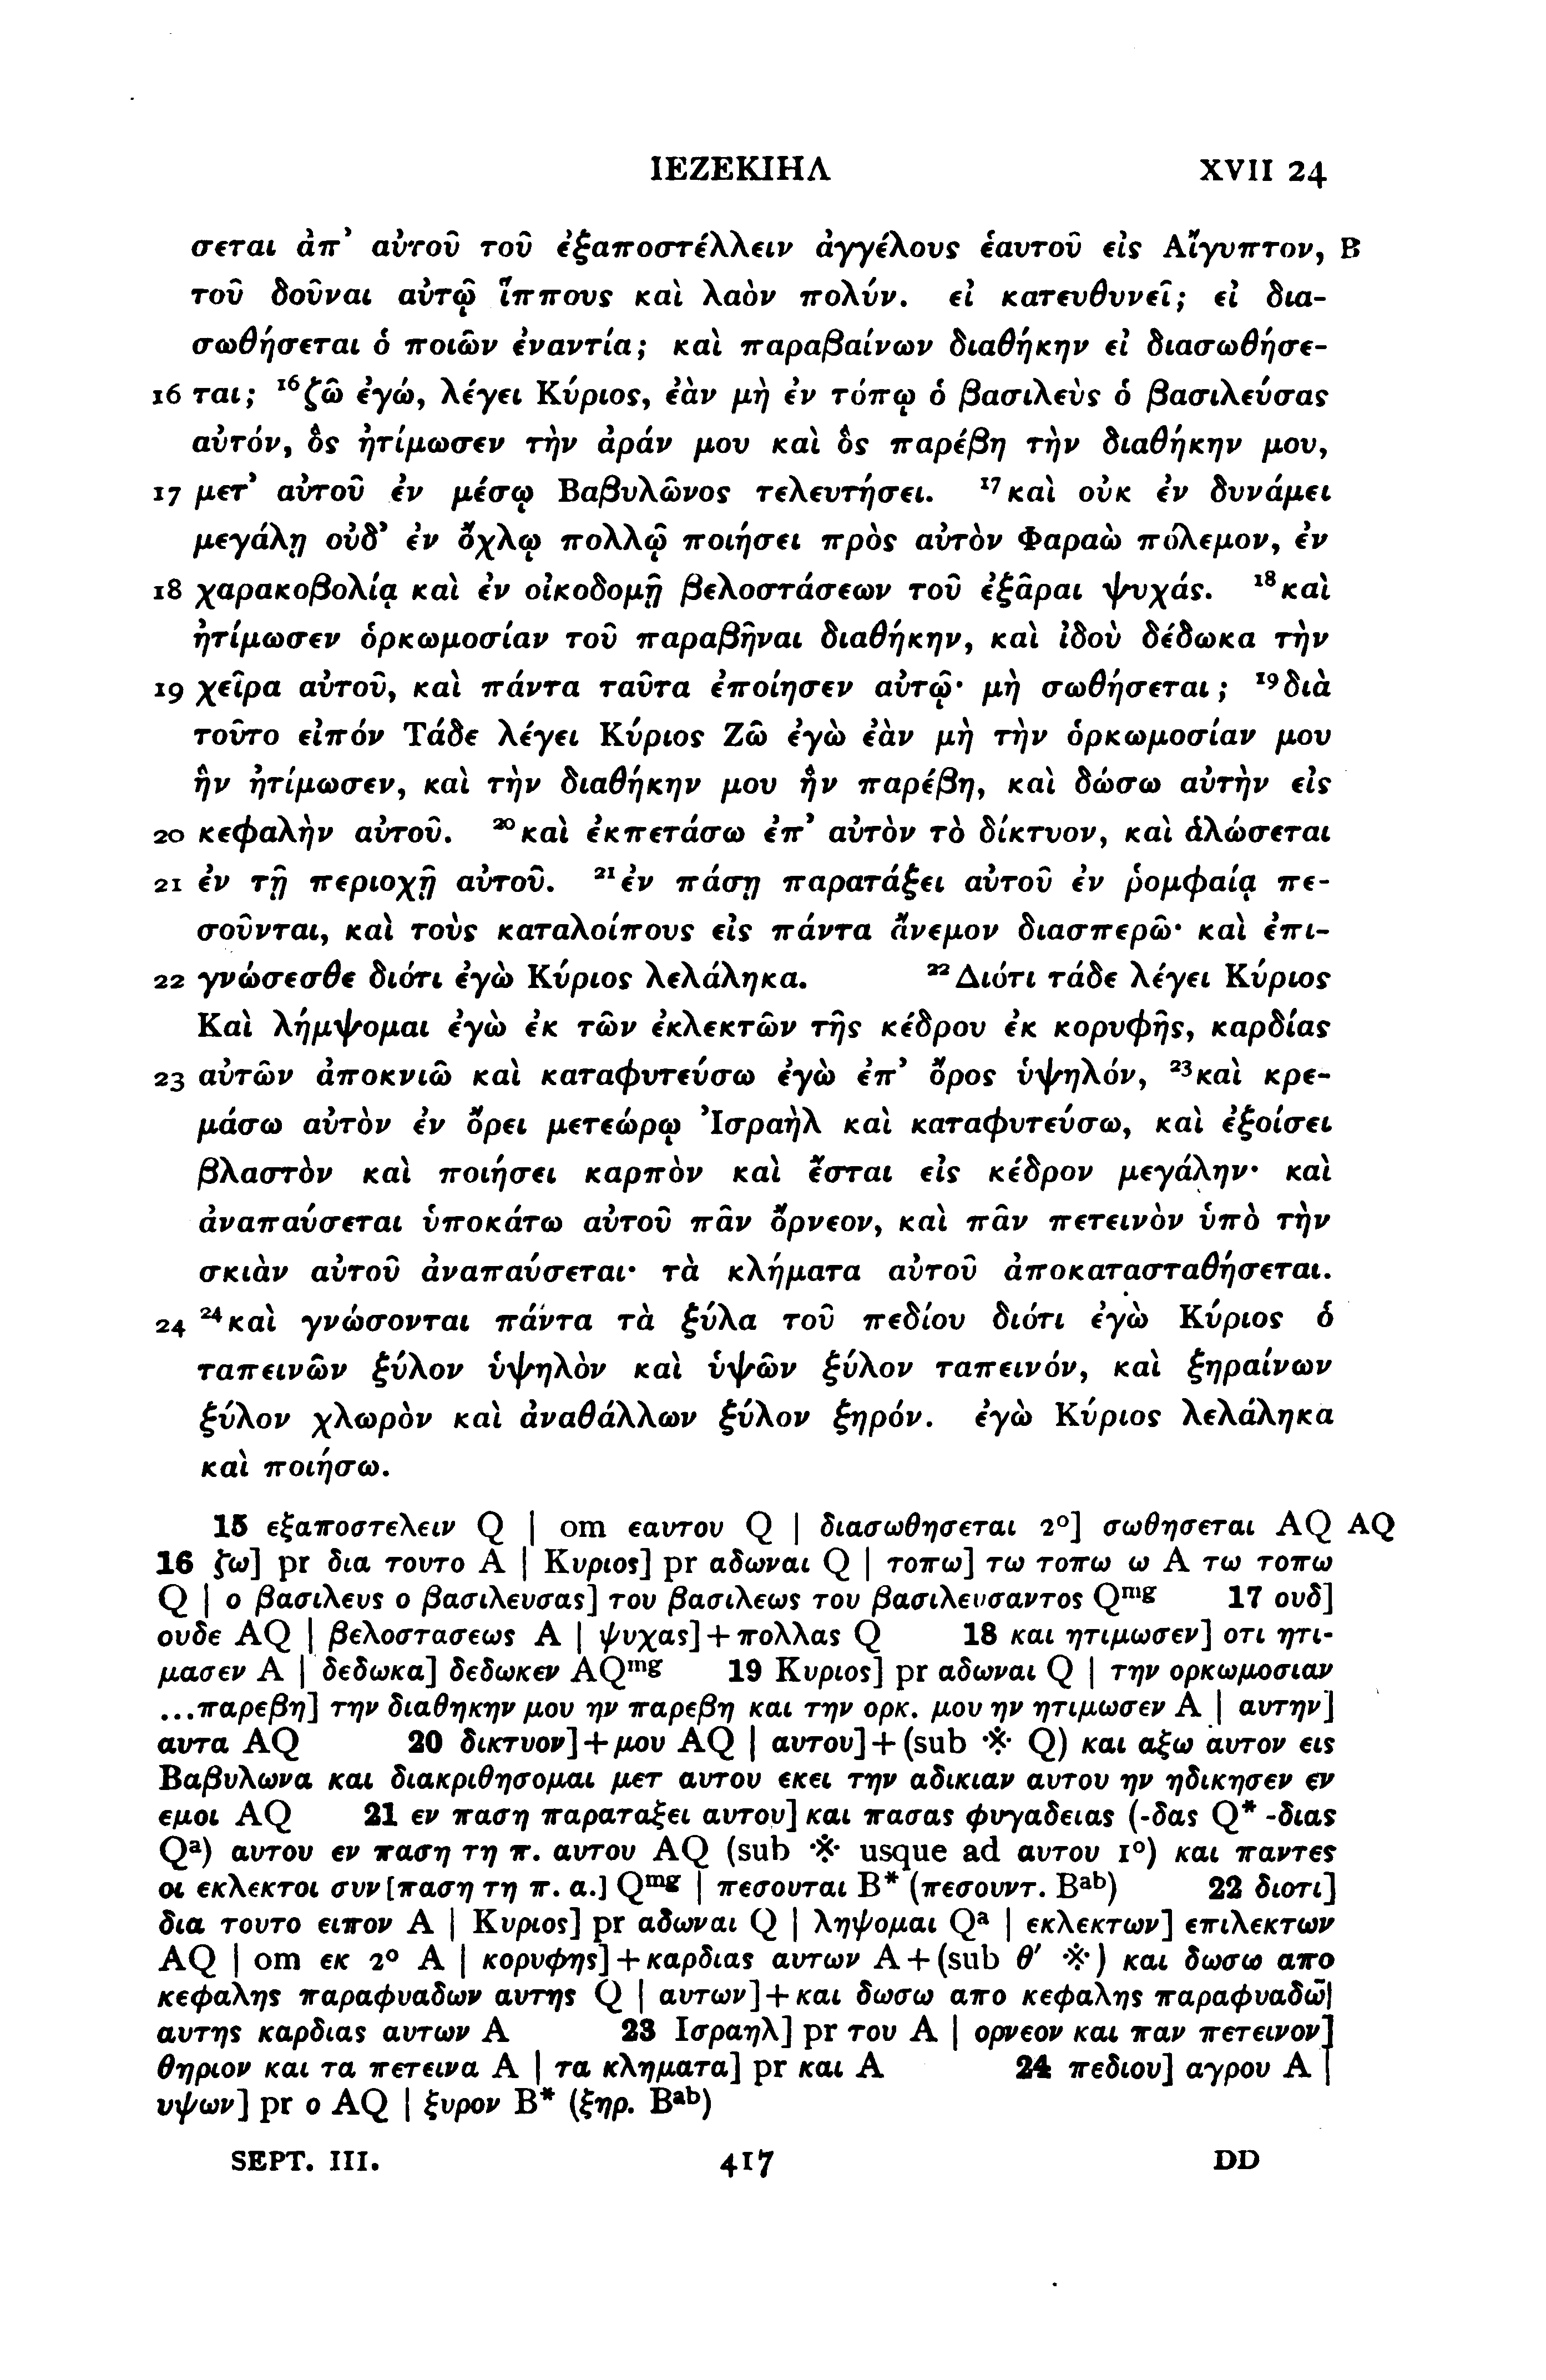 ΙΕΖΕΚΙΗΛ XVII 24
σεται ἀπ’ αὐτοῦ τοῦ ἐξαποστέλλειν ἀγγέλους ἑαυτοῦ εἰς Αἴγυπτον, B
τοῦ δοῦναι αὐτῷ ἵππους καὶ λαὸν πολύν. εἰ κατευθυνεῖ; εἰ δια-
σωθήσεται ὁ ποιῶν ἐναντία; καὶ παραβαίνων διαθήκην εἰ διασωθήσε-
16 ται; ¹⁶ζῶ ἐγώ, λέγει Κύριος, ἐὰν μὴ ἐν τόπῳ ὁ βασιλεὺς ὁ βασιλεύσας
αὐτόν, ὃς ἠτίμωσεν τὴν ἀράν μου καὶ ὃς παρέβη τὴν διαθήκην μου,
17 μετ’ αὐτοῦ ἐν μέσῳ Βαβυλῶνος τελευτήσει. ¹⁷καὶ οὐκ ἐν δυνάμει
μεγάλῃ οὐδ’ ἐν ὄχλῳ πολλῷ ποιήσει πρὸς αὐτὸν Φαραὼ πόλεμον, ἐν
18 χαρακοβολίᾳ καὶ ἐν οἰκοδομῇ βελοστάσεων τοῦ ἐξᾶραι ψυχάς. ¹⁸καὶ
ἠτίμωσεν ὁρκωμοσίαν τοῦ παραβῆναι διαθήκην, καὶ ἰδοὺ δέδωκα τὴν
19 χεῖρα αὐτοῦ, καὶ πάντα ταῦτα ἐποίησεν αὐτῷ· μὴ σωθήσεται; ¹⁹διὰ
τοῦτο εἰπόν Τάδε λέγει Κύριος Ζῶ ἐγὼ ἐὰν μὴ τὴν ὁρκωμοσίαν μου
ἣν ἠτίμωσεν, καὶ τὴν διαθήκην μου ἣν παρέβη, καὶ δώσω αὐτὴν εἰς
20 κεφαλὴν αὐτοῦ. ²⁰καὶ ἐκπετάσω ἐπ’ αὐτὸν τὸ δίκτυον, καὶ ἁλώσεται
21 ἐν τῇ περιοχῇ αὐτοῦ. ²¹ἐν πάσῃ παρατάξει αὐτοῦ ἐν ῥομφαίᾳ πε-
σοῦνται, καὶ τοὺς καταλοίπους εἰς πάντα ἄνεμον διασπερῶ· καὶ ἐπι-
22 γνώσεσθε διότι ἐγὼ Κύριος λελάληκα. ²²Διότι τάδε λέγει Κύριος
Καὶ λήμψομαι ἐγὼ ἐκ τῶν ἐκλεκτῶν τῆς κέδρου ἐκ κορυφῆς, καρδίας
23 αὐτῶν ἀποκνιῶ καὶ καταφυτεύσω ἐγὼ ἐπ’ ὄρος ὑψηλόν, ²³καὶ κρε-
μάσω αὐτὸν ἐν ὄρει μετεώρῳ Ἰσραὴλ καὶ καταφυτεύσω, καὶ ἐξοίσει
βλαστὸν καὶ ποιήσει καρπὸν καὶ ἔσται εἰς κέδρον μεγάλην· καὶ
ἀναπαύσεται ὑποκάτω αὐτοῦ πᾶν ὄρνεον, καὶ πᾶν πετεινὸν ὑπὸ τὴν
σκιὰν αὐτοῦ ἀναπαύσεται· τὰ κλήματα αὐτοῦ ἀποκατασταθήσεται.
24 ²⁴καὶ γνώσονται πάντα τὰ ξύλα τοῦ πεδίου διότι ἐγὼ Κύριος ὁ
ταπεινῶν ξύλον ὑψηλὸν καὶ ὑψῶν ξύλον ταπεινόν, καὶ ξηραίνων
ξύλον χλωρὸν καὶ ἀναθάλλων ξύλον ξηρόν. ἐγὼ Κύριος λελάληκα
καὶ ποιήσω.
15 εξαποστελειν Q | om εαυτου Q | διασωθησεται 2°] σωθησεται AQ AQ
16 ζω] pr δια τουτο A | Κυριος] pr αδωναι Q | τοπω] τω τοπω ω A τω τοπω
Q | ο βασιλευς ο βασιλευσας] του βασιλεως του βασιλευσαντος Qᵐᵍ 17 ουδ]
ουδε AQ | βελοστασεως A | ψυχας]+πολλας Q 18 και ητιμωσεν] οτι ητι-
μασεν A | δεδωκα] δεδωκεν AQᵐᵍ 19 Κυριος] pr αδωναι Q | την ορκωμοσιαν
...παρεβη] την διαθηκην μου ην παρεβη και την ορκ. μου ην ητιμωσεν A | αυτην]
αυτα AQ 20 δικτυον]+μου AQ | αυτου]+(sub ※ Q) και αξω αυτον εις
Βαβυλωνα και διακριθησομαι μετ αυτου εκει την αδικιαν αυτου ην ηδικησεν εν
εμοι AQ 21 εν παση παραταξει αυτου] και πασας φυγαδειας (-δας Q* -διας
Qᵃ) αυτου εν παση τη π. αυτου AQ (sub ※ usque ad αυτου 1°) και παντες
οι εκλεκτοι συν [παση τη π. α.] Qᵐᵍ | πεσουται B* (πεσουντ. Bᵃᵇ) 22 διοτι]
δια τουτο ειπον A | Κυριος] pr αδωναι Q | ληψομαι Qᵃ | εκλεκτων] επιλεκτων
AQ | om εκ 2° A | κορυφης]+καρδιας αυτων A+(sub θ′ ※) και δωσω απο
κεφαλης παραφυαδων αυτης Q | αυτων]+και δωσω απο κεφαλης παραφυαδω̄|
αυτης καρδιας αυτων A 23 Ισραηλ] pr του A | ορνεον και παν πετεινον]
θηριον και τα πετεινα A | τα κληματα] pr και A 24 πεδιου] αγρου A |
υψων] pr ο AQ | ξυρον B* (ξηρ. Bᵃᵇ)
SEPT. III. 417 DD